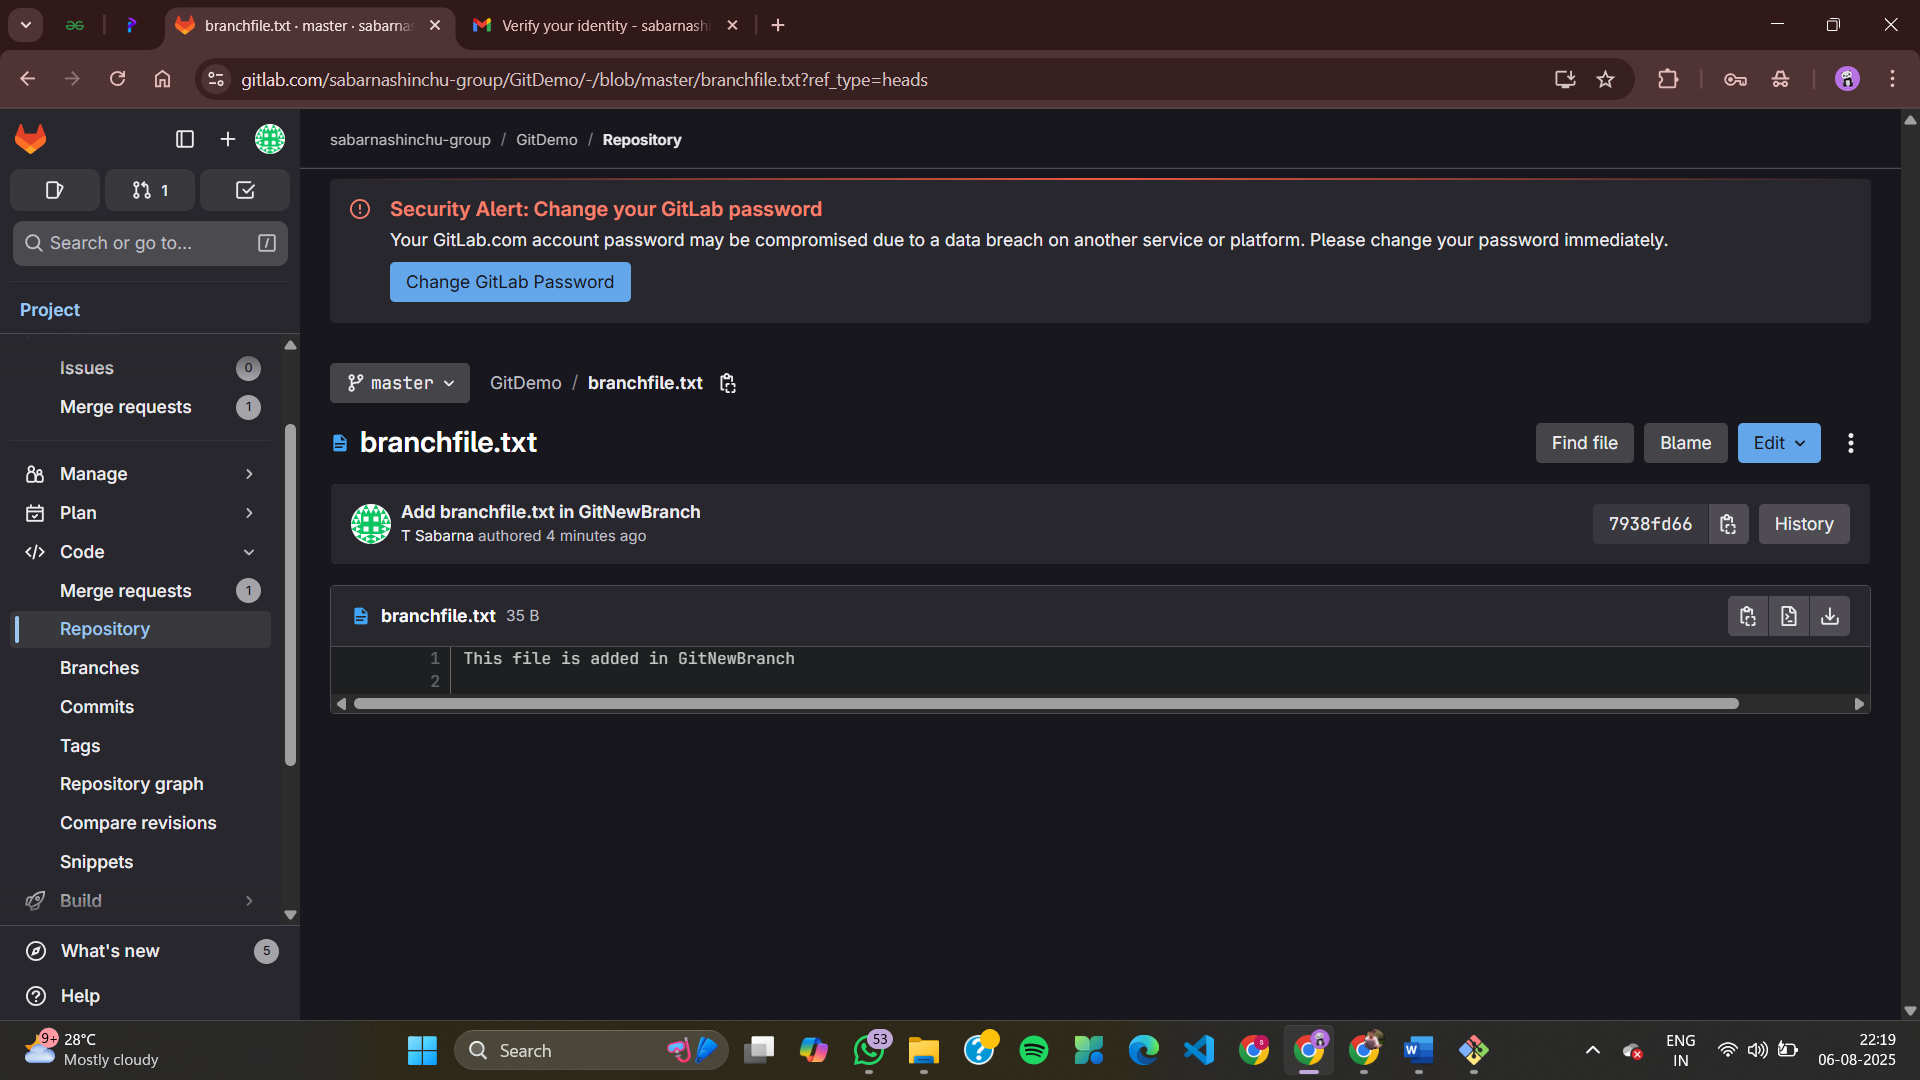 branchfile.txt · master · sabarna
Verify your identity - sabarnash
gitlab.com/sabarnashinchu-group/GitDemo/-/blob/master/branchfile.txt?ref_type=heads
1
Search or go to...
/
Project
Issues
0
Merge requests
1
Manage
Plan
Code
Merge requests
1
Repository
Branches
Commits
Tags
Repository graph
Compare revisions
Snippets
Build
What's new
5
Help
sabarnashinchu-group / GitDemo / Repository
Security Alert: Change your GitLab password
Your GitLab.com account password may be compromised due to a data breach on another service or platform. Please change your password immediately.
Change GitLab Password
master
GitDemo / branchfile.txt
branchfile.txt
Find file
Blame
Edit
Add branchfile.txt in GitNewBranch
T Sabarna authored 4 minutes ago
7938fd66
History
branchfile.txt 35 B
1 This file is added in GitNewBranch
2
9+
28°C
Mostly cloudy
Search
53
ENG
IN
22:19
06-08-2025